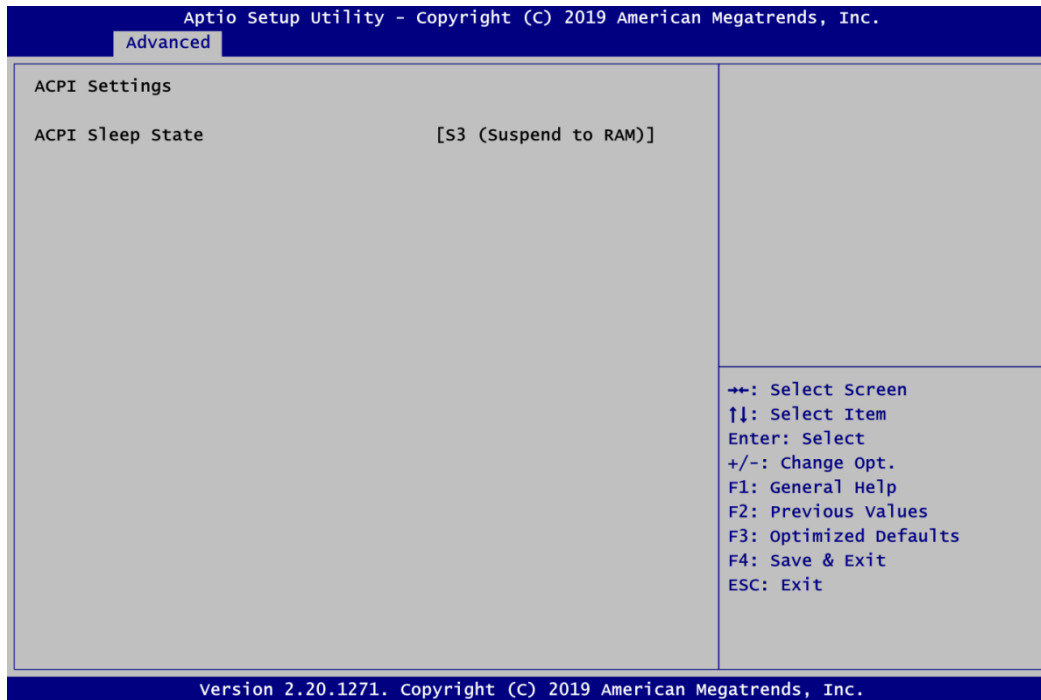 Aptio Setup Utility - Copyright (C) 2019 American Megatrends, Inc.
Advanced
ACPI Settings
ACPI Sleep State [S3 (Suspend to RAM)]
→←: Select Screen
↑↓: Select Item
Enter: Select
+/-: Change Opt.
F1: General Help
F2: Previous Values
F3: Optimized Defaults
F4: Save & Exit
ESC: Exit
Version 2.20.1271. Copyright (C) 2019 American Megatrends, Inc.